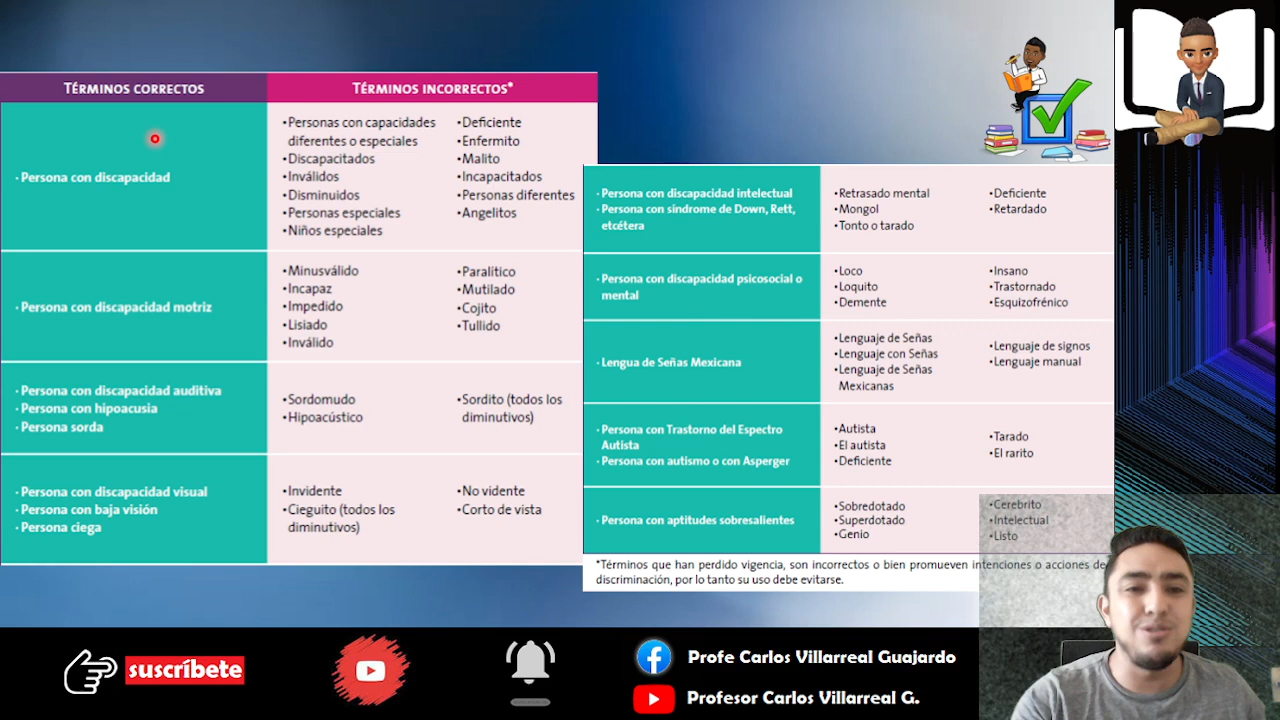 TÉRMINOS CORRECTOS
TÉRMINOS INCORRECTOS*
· Persona con discapacidad
•Personas con capacidades
diferentes o especiales
•Discapacitados
•Inválidos
•Disminuidos
•Personas especiales
•Niños especiales
•Deficiente
•Enfermito
•Malito
•Incapacitados
•Personas diferentes
•Angelitos
· Persona con discapacidad motriz
•Minusválido
•Incapaz
•Impedido
•Lisiado
•Inválido
•Paralítico
•Mutilado
•Cojito
•Tullido
· Persona con discapacidad auditiva
· Persona con hipoacusia
· Persona sorda
•Sordomudo
•Hipoacústico
•Sordito (todos los
diminutivos)
· Persona con discapacidad visual
· Persona con baja visión
· Persona ciega
•Invidente
•Cieguito (todos los
diminutivos)
•No vidente
•Corto de vista
· Persona con discapacidad intelectual
· Persona con síndrome de Down, Rett,
etcétera
•Retrasado mental
•Mongol
•Tonto o tarado
•Deficiente
•Retardado
· Persona con discapacidad psicosocial o
mental
•Loco
•Loquito
•Demente
•Insano
•Trastornado
•Esquizofrénico
· Lengua de Señas Mexicana
•Lenguaje de Señas
•Lenguaje con Señas
•Lenguaje de Señas
Mexicanas
•Lenguaje de signos
•Lenguaje manual
· Persona con Trastorno del Espectro
Autista
· Persona con autismo o con Asperger
•Autista
•El autista
•Deficiente
•Tarado
•El rarito
· Persona con aptitudes sobresalientes
•Sobredotado
•Superdotado
•Genio
•Cerebrito
•Intelectual
•Listo
*Términos que han perdido vigencia, son incorrectos o bien promueven intenciones o acciones de
discriminación, por lo tanto su uso debe evitarse.
suscríbete
Profe Carlos Villarreal Guajardo
Profesor Carlos Villarreal G.